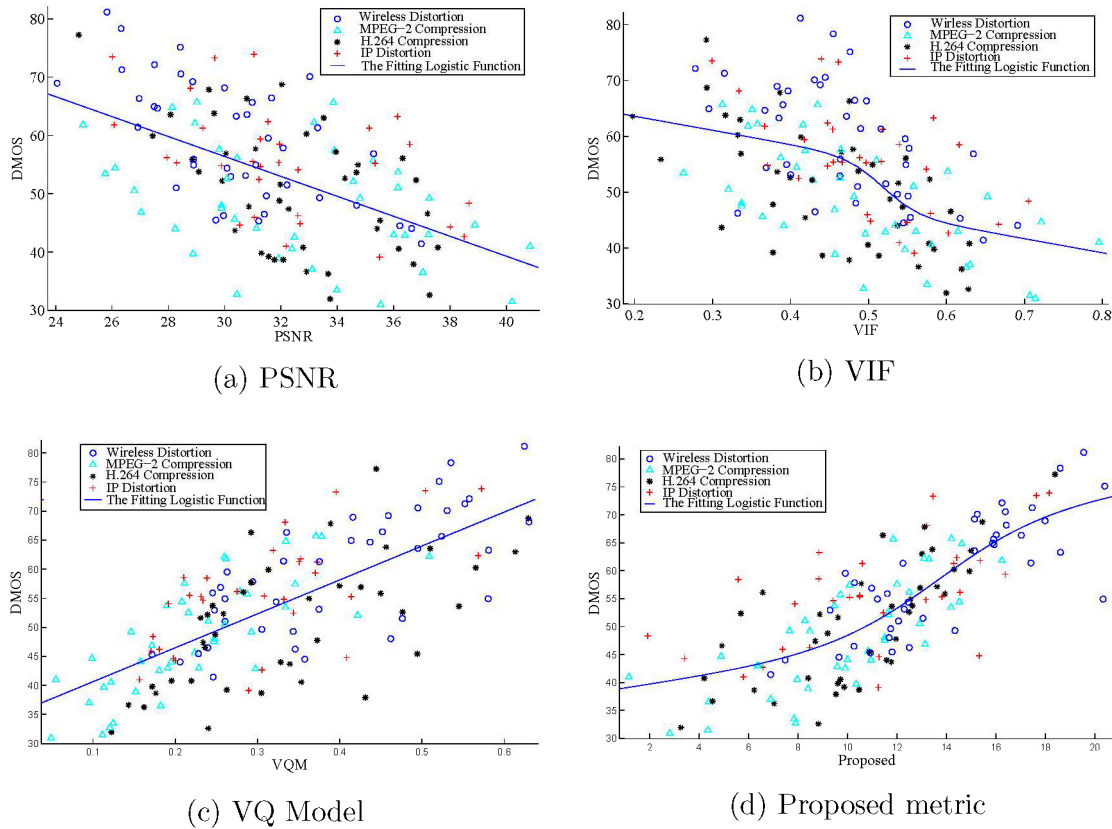 Wireless Distortion
MPEG-2 Compression
H.264 Compression
IP Distortion
The Fitting Logistic Function
DMOS
80
70
60
50
40
30
24 26 28 30 32 34 36 38 40
PSNR
(a) PSNR
Wirless Distortion
MPEG-2 Compression
H.264 Compression
IP Distortion
The Fitting Logistic Function
DMOS
80
70
60
50
40
30
0.2 0.3 0.4 0.5 0.6 0.7 0.8
VIF
(b) VIF
Wireless Distortion
MPEG-2 Compression
H.264 Compression
IP Distortion
The Fitting Logistic Function
DMOS
80
75
70
65
60
55
50
45
40
35
30
0.1 0.2 0.3 0.4 0.5 0.6
VQM
(c) VQ Model
Wireless Distortion
MPEG-2 Compression
H.264 Compression
IP Distortion
The Fitting Logistic Function
DMOS
80
75
70
65
60
55
50
45
40
35
30
2 4 6 8 10 12 14 16 18 20
Proposed
(d) Proposed metric